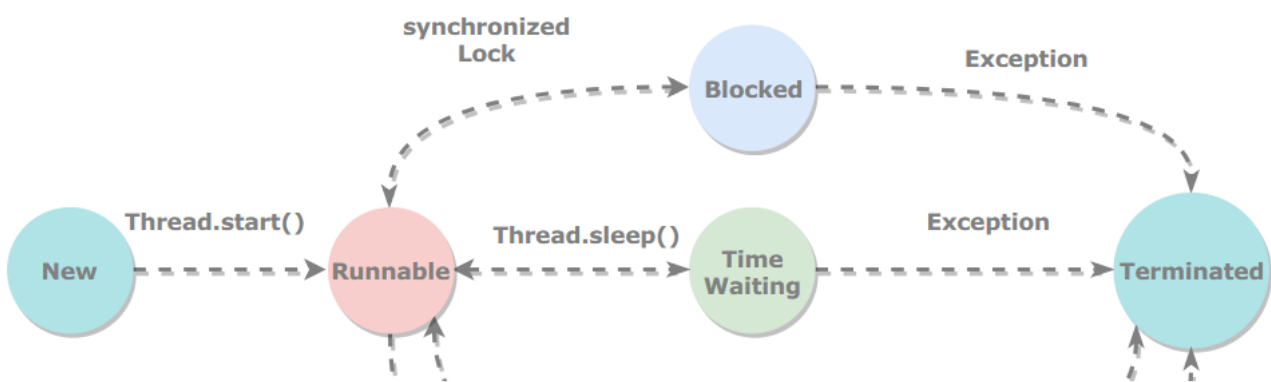 synchronized
Lock
Blocked
Exception
Thread.start()
Thread.sleep()
Exception
New
Runnable
Time
Waiting
Terminated